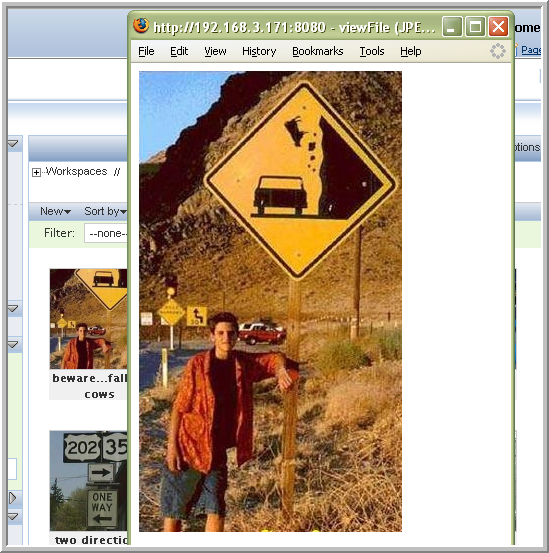 http://192.168.3.171:8080 - viewFile (JPE...
File Edit View History Bookmarks Tools Help
ome
Page
ptions
Workspaces //
New Sort by
Filter: --none--
beware...fall
cows
202 35
ONE
WAY
two directio